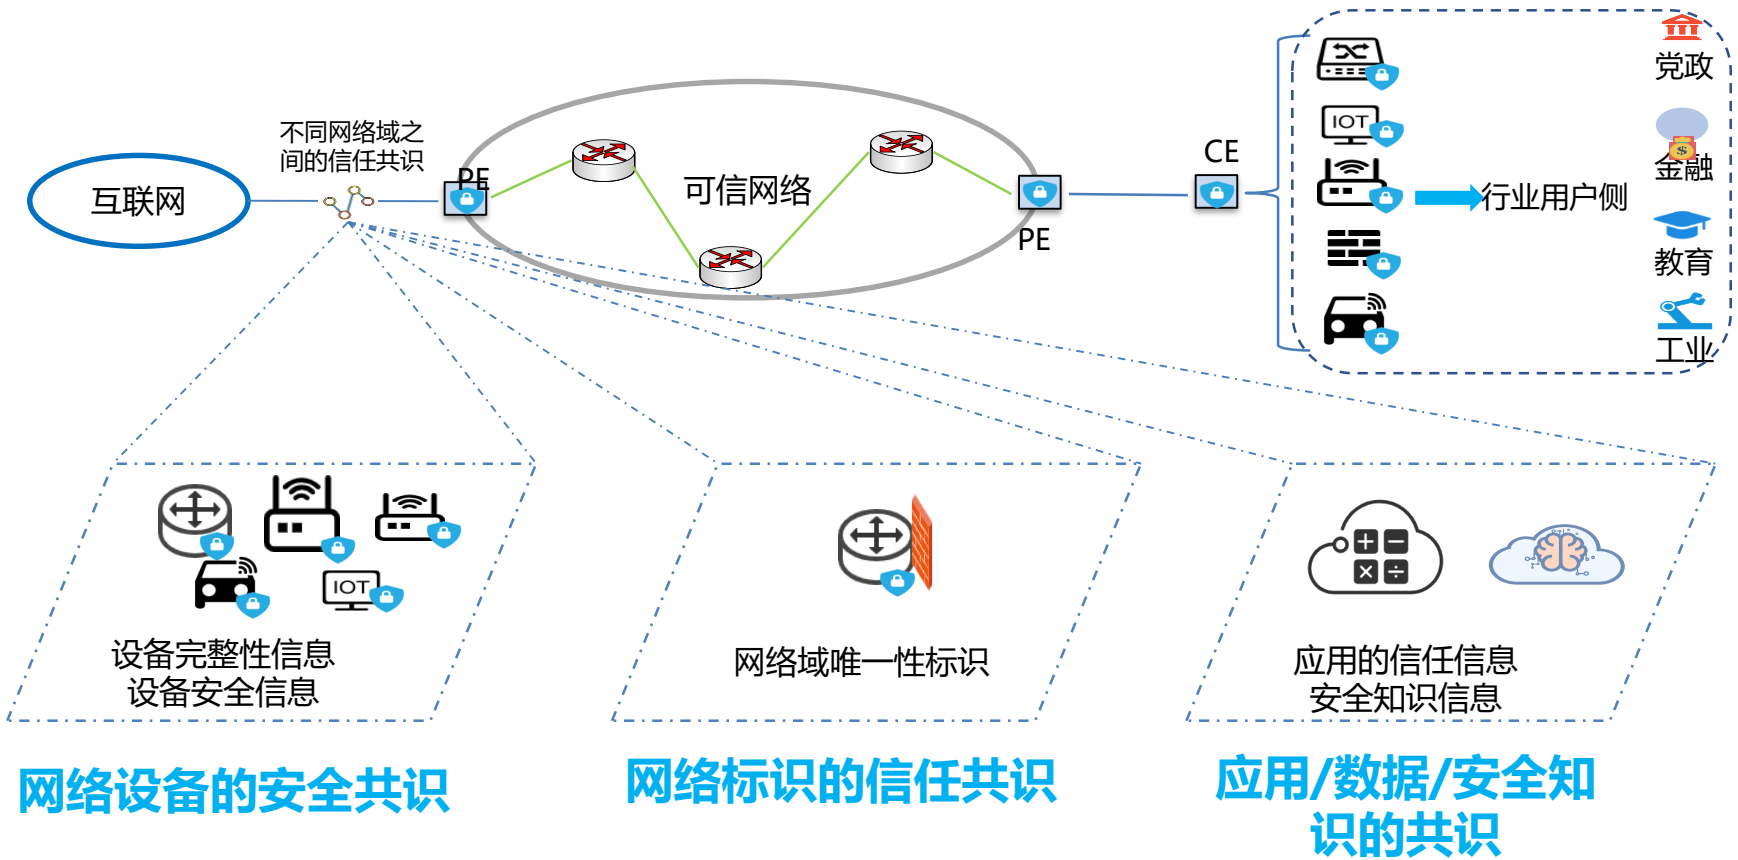 不同网络域之
间的信任共识
互联网
PE
可信网络
PE
CE
IOT
行业用户侧
党政
金融
教育
工业
IOT
设备完整性信息
设备安全信息
网络域唯一性标识
应用的信任信息
安全知识信息
网络设备的安全共识
网络标识的信任共识
应用/数据/安全知
识的共识